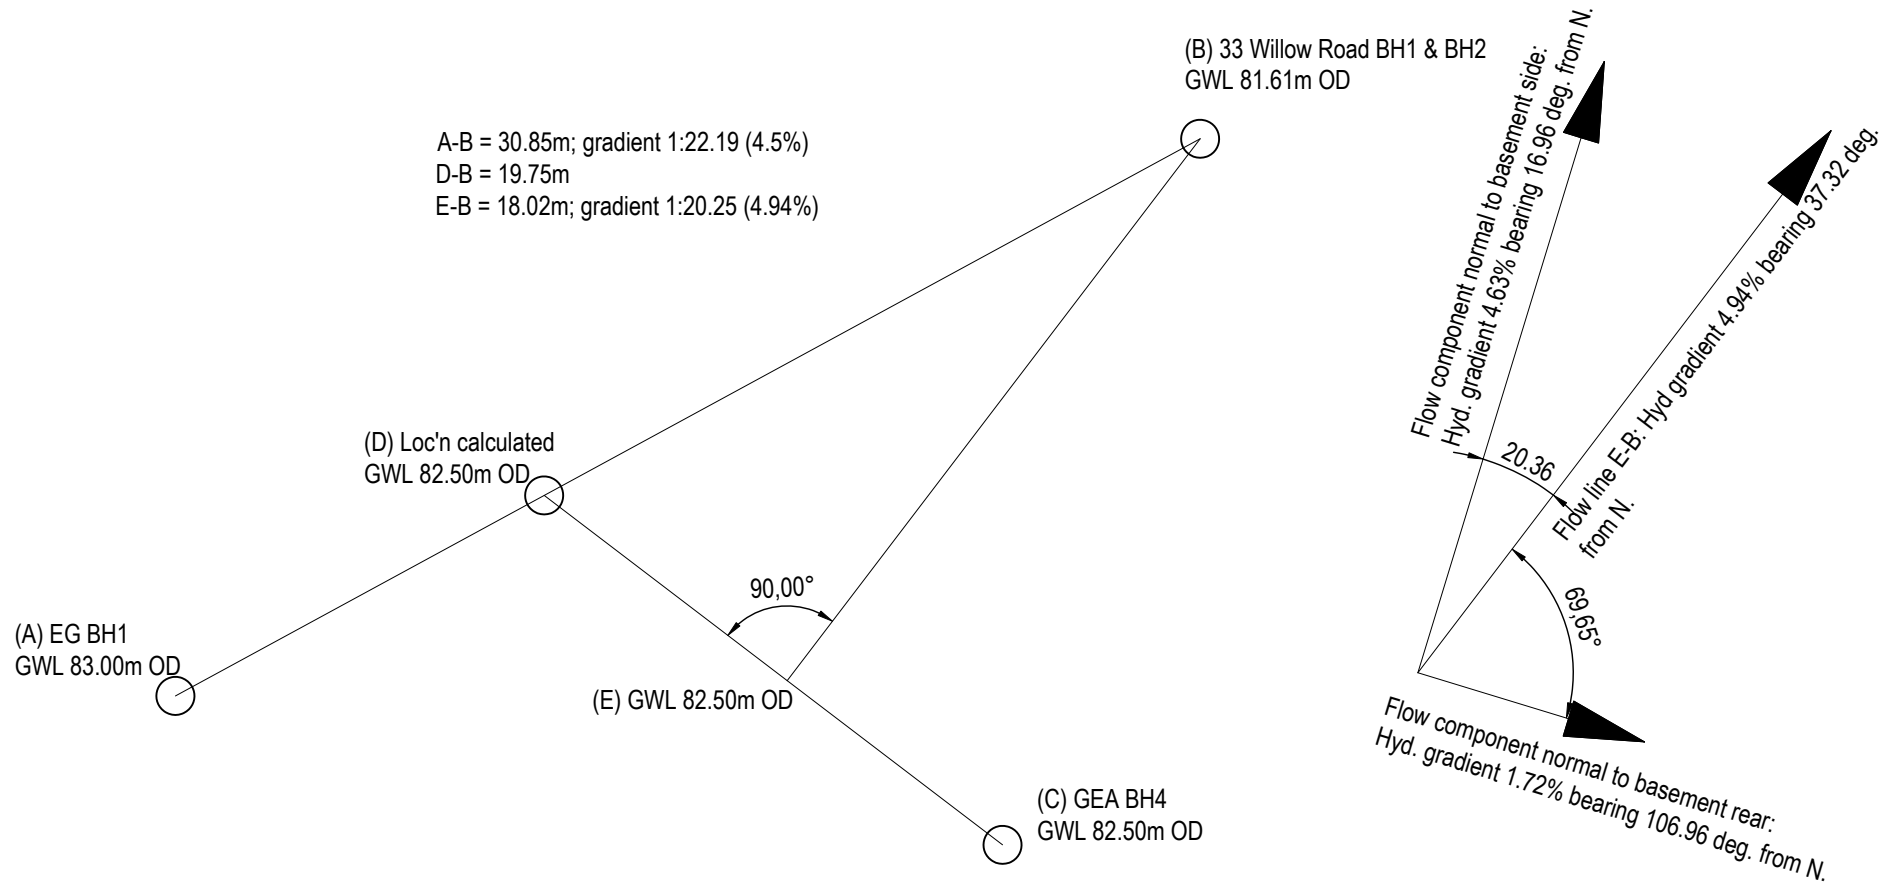 (B) 33 Willow Road BH1 & BH2
GWL 81.61m OD
A-B = 30.85m; gradient 1:22.19 (4.5%)
D-B = 19.75m
E-B = 18.02m; gradient 1:20.25 (4.94%)
(D) Loc'n calculated
GWL 82.50m OD
90,00°
(A) EG BH1
GWL 83.00m OD
(E) GWL 82.50m OD
(C) GEA BH4
GWL 82.50m OD
Flow component normal to basement side:
Hyd. gradient 4.63% bearing 16.96 deg. from N.
20.36
Flow line E-B: Hyd gradient 4.94% bearing 37.32 deg.
from N.
69,65°
Flow component normal to basement rear:
Hyd. gradient 1.72% bearing 106.96 deg. from N.